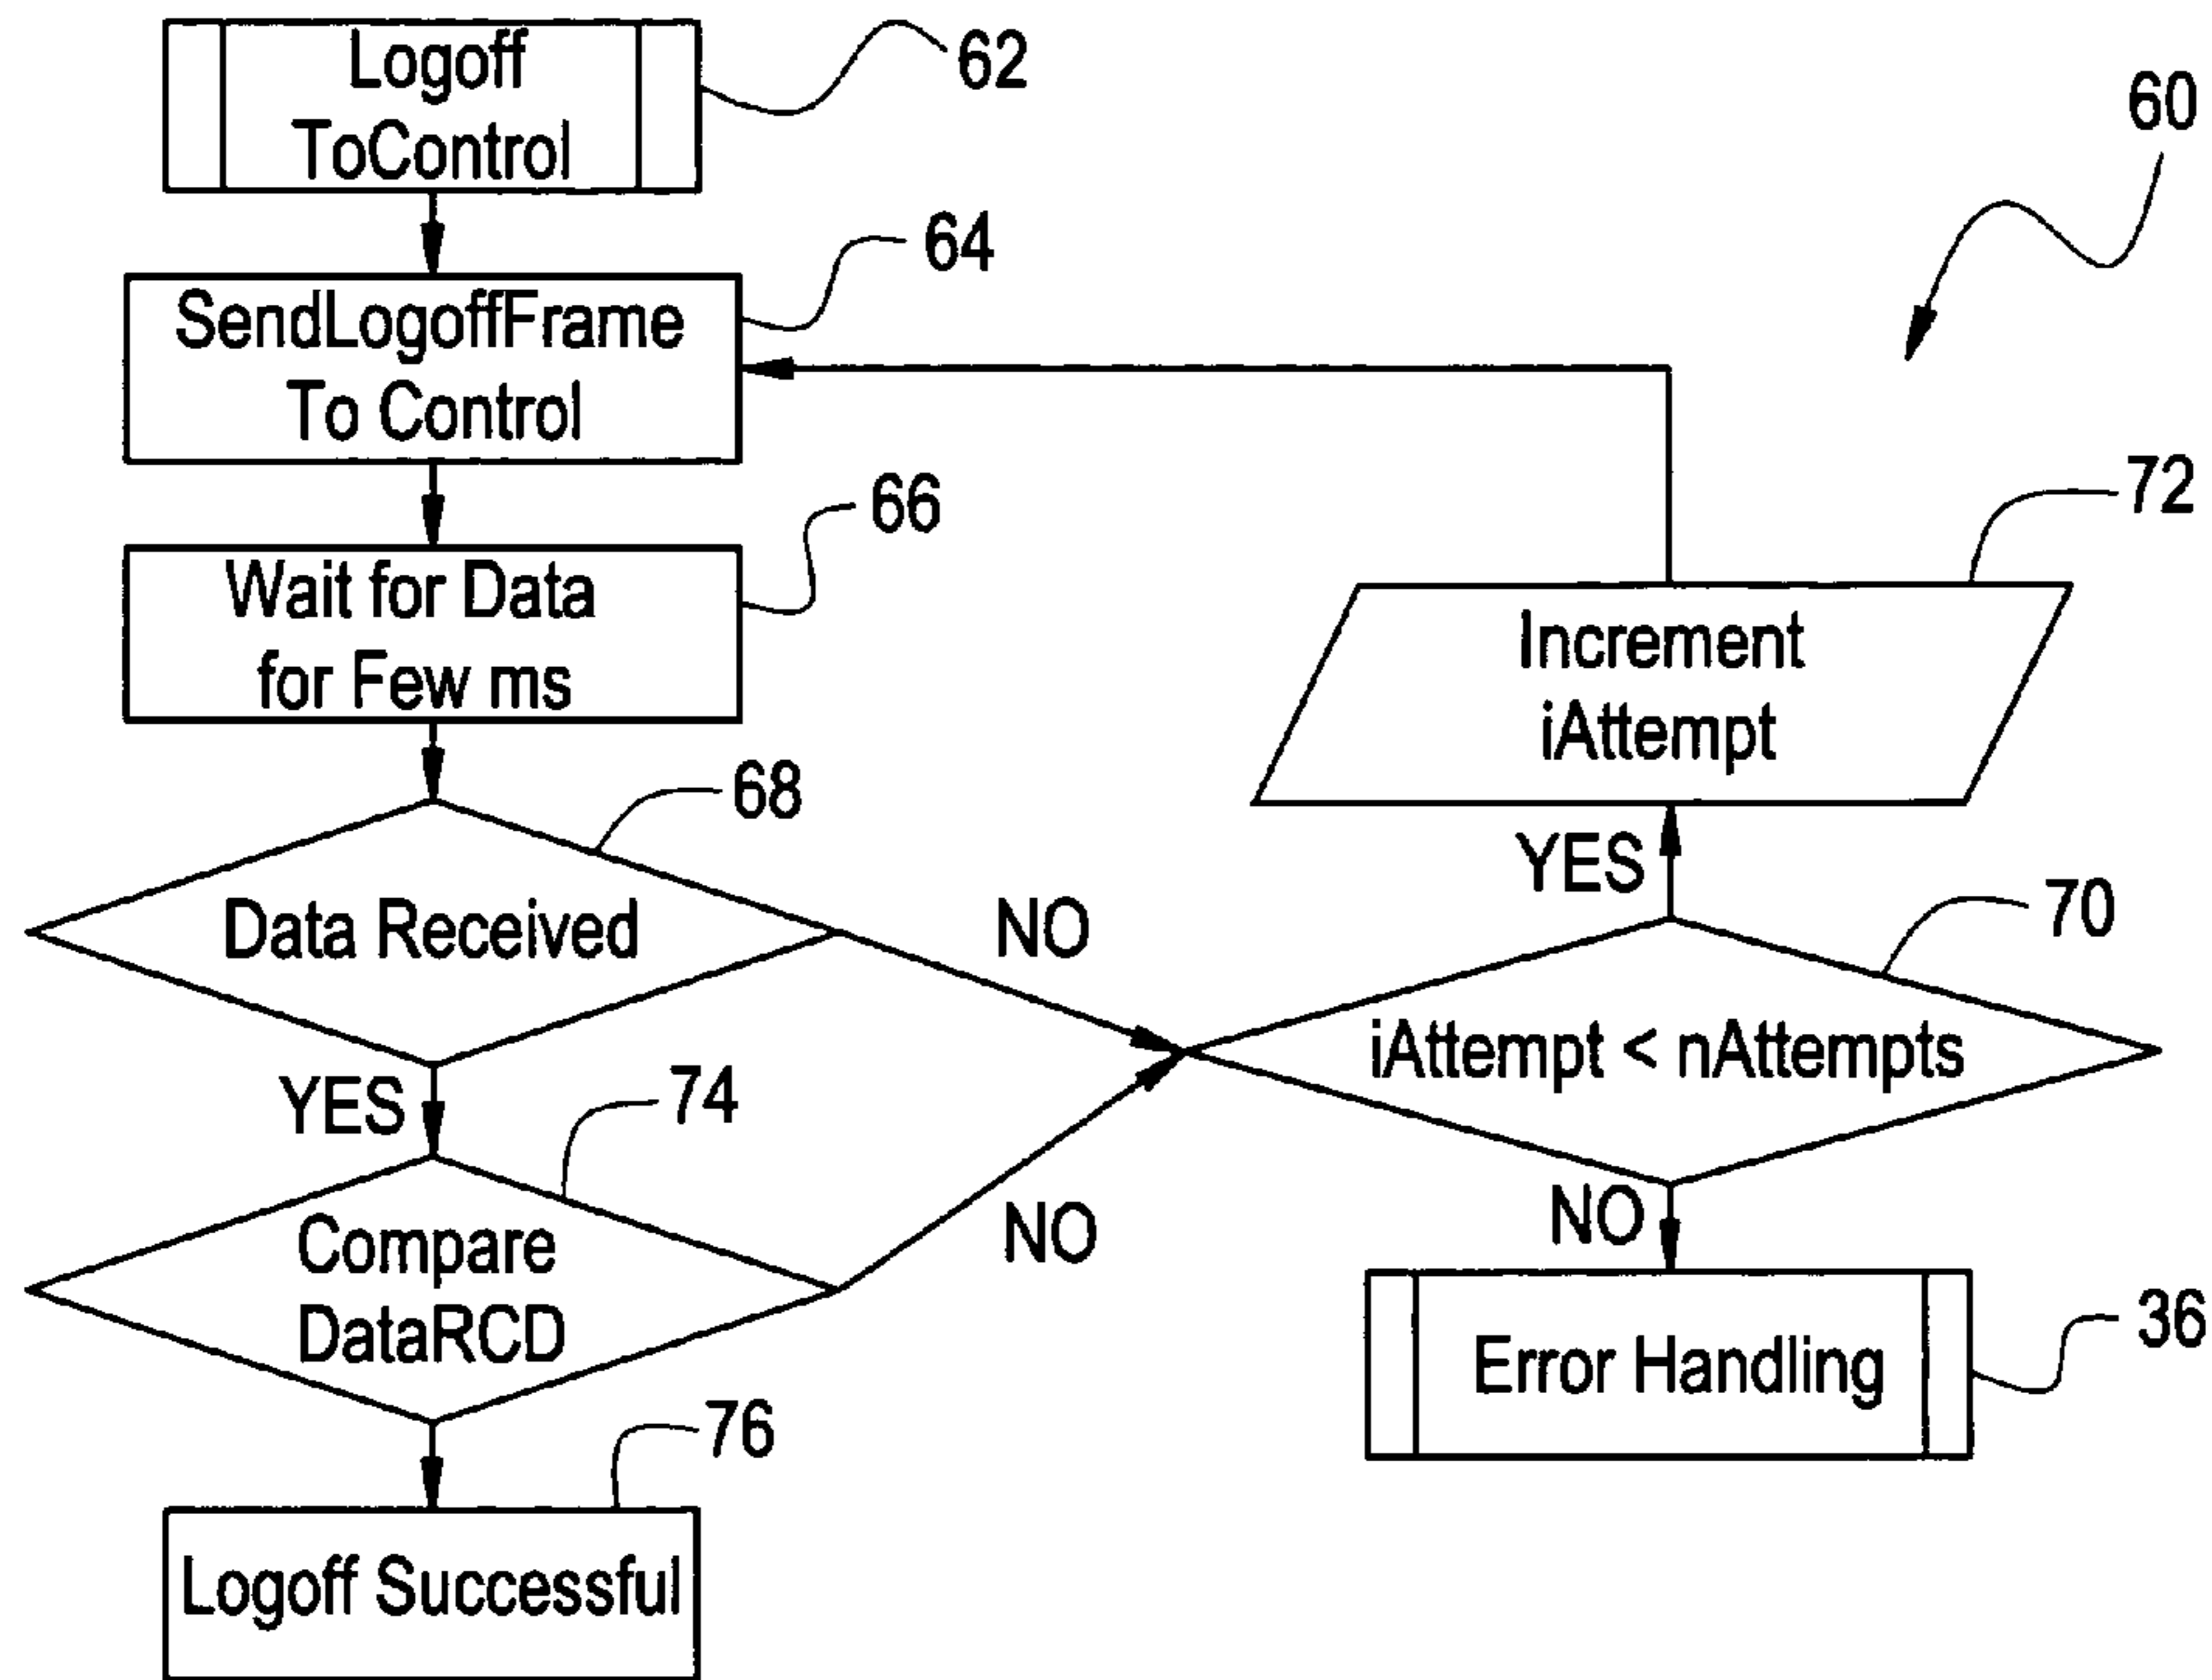 Logoff
ToControl
62
60
SendLogoffFrame
To Control
64
Wait for Data
for Few ms
66
72
Increment
iAttempt
68
Data Received
NO
YES
70
iAttempt < nAttempts
YES
74
NO
NO
Compare
DataRCD
Error Handling
36
76
Logoff Successful